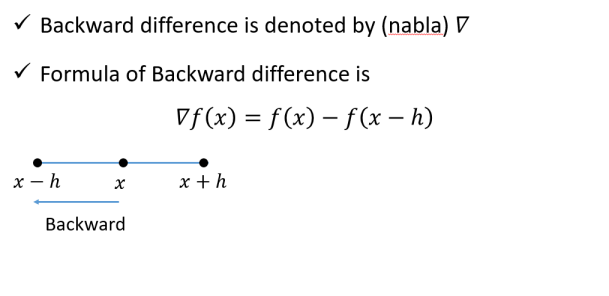 ✓ Backward difference is denoted by (nabla) ∇
✓ Formula of Backward difference is
∇f(x) = f(x) − f(x − h)
x − h x x + h
Backward